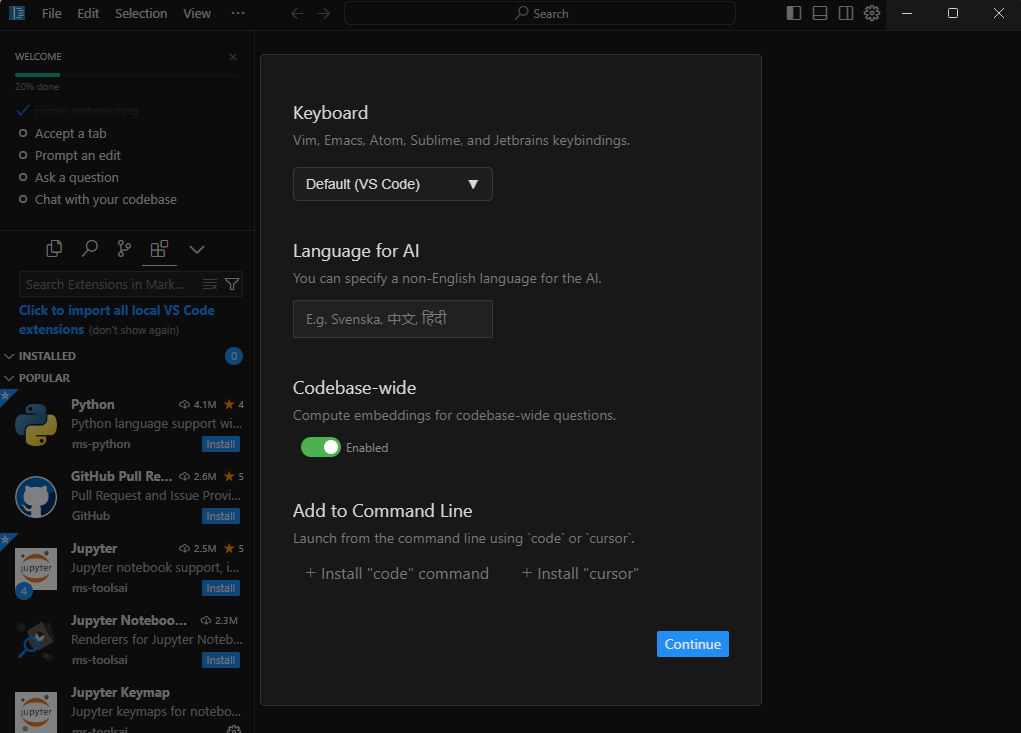 File Edit Selection View ···
Search
WELCOME
20% done
Finish onboarding
Accept a tab
Prompt an edit
Ask a question
Chat with your codebase
Search Extensions in Mark...
Click to import all local VS Code
extensions (don't show again)
INSTALLED 0
POPULAR
Python 4.1M 4
Python language support wi...
ms-python Install
GitHub Pull Re... 2.6M 5
Pull Request and Issue Provi...
GitHub Install
Jupyter 2.5M 5
jupyter
Jupyter notebook support, i...
4
ms-toolsai Install
Jupyter Noteboo... 2.3M
Renderers for Jupyter Noteb...
ms-toolsai Install
Jupyter Keymap
jupyter
Jupyter keymaps for notebo...
ms-toolsai
Keyboard
Vim, Emacs, Atom, Sublime, and Jetbrains keybindings.
Default (VS Code)
Language for AI
You can specify a non-English language for the AI.
E.g. Svenska, 中文, हिंदी
Codebase-wide
Compute embeddings for codebase-wide questions.
Enabled
Add to Command Line
Launch from the command line using `code` or `cursor`.
+ Install "code" command + Install "cursor"
Continue